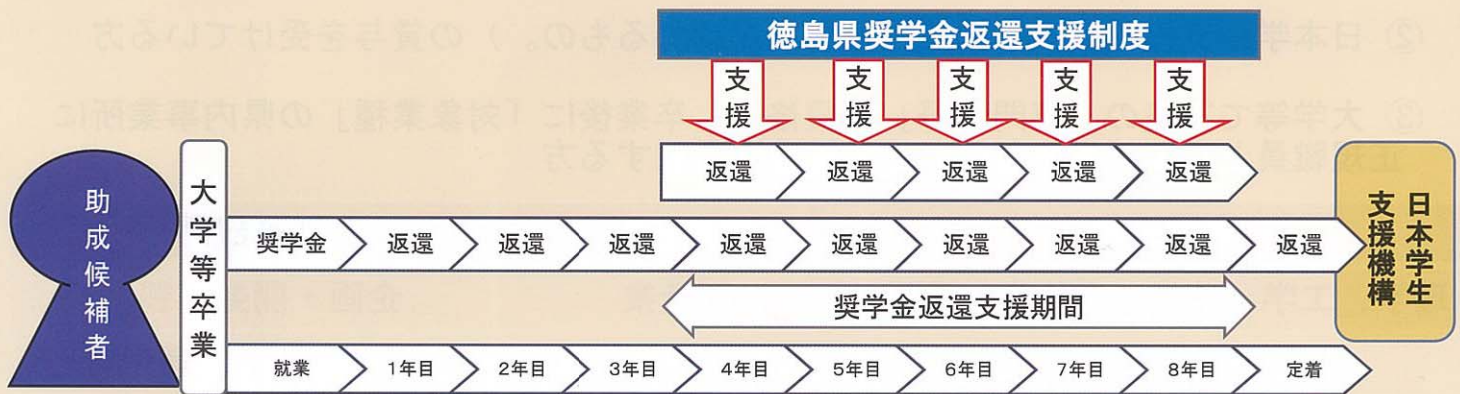 徳島県奨学金返還支援制度
支援 支援 支援 支援 支援
返還 返還 返還 返還 返還
助成候補者
大学等卒業
奨学金 返還 返還 返還 返還 返還 返還 返還 返還 返還
日本学生
支援機構
奨学金返還支援期間
就業 1年目 2年目 3年目 4年目 5年目 6年目 7年目 8年目 定着